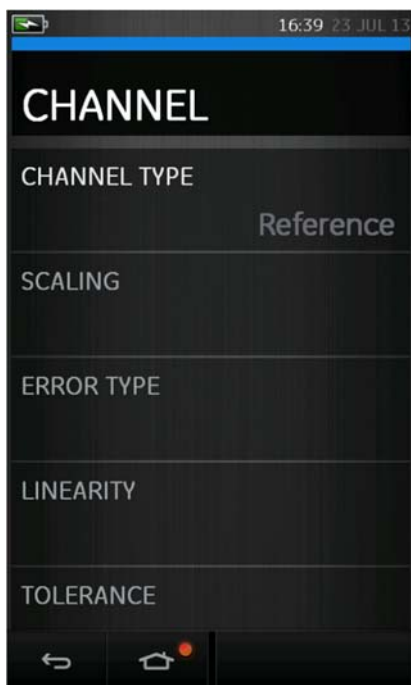 16:39 23 JUL 13
CHANNEL
CHANNEL TYPE
Reference
SCALING
ERROR TYPE
LINEARITY
TOLERANCE